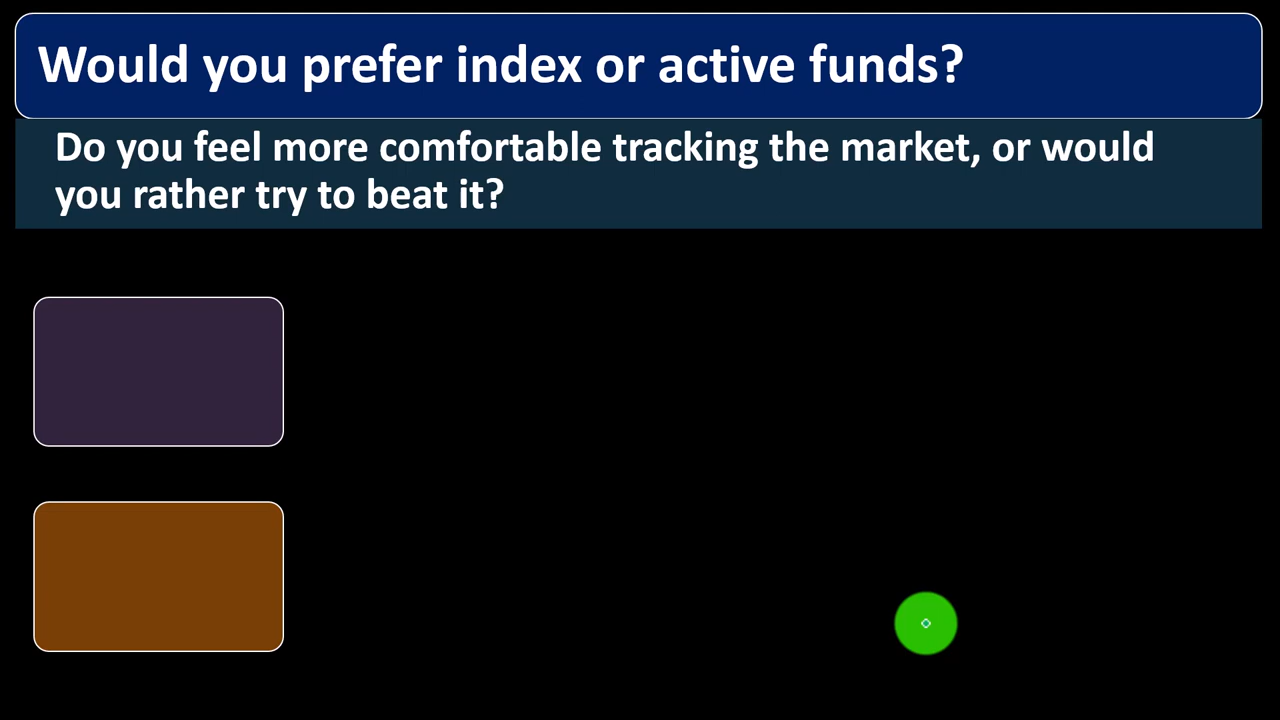 Would you prefer index or active funds?
Do you feel more comfortable tracking the market, or would
you rather try to beat it?